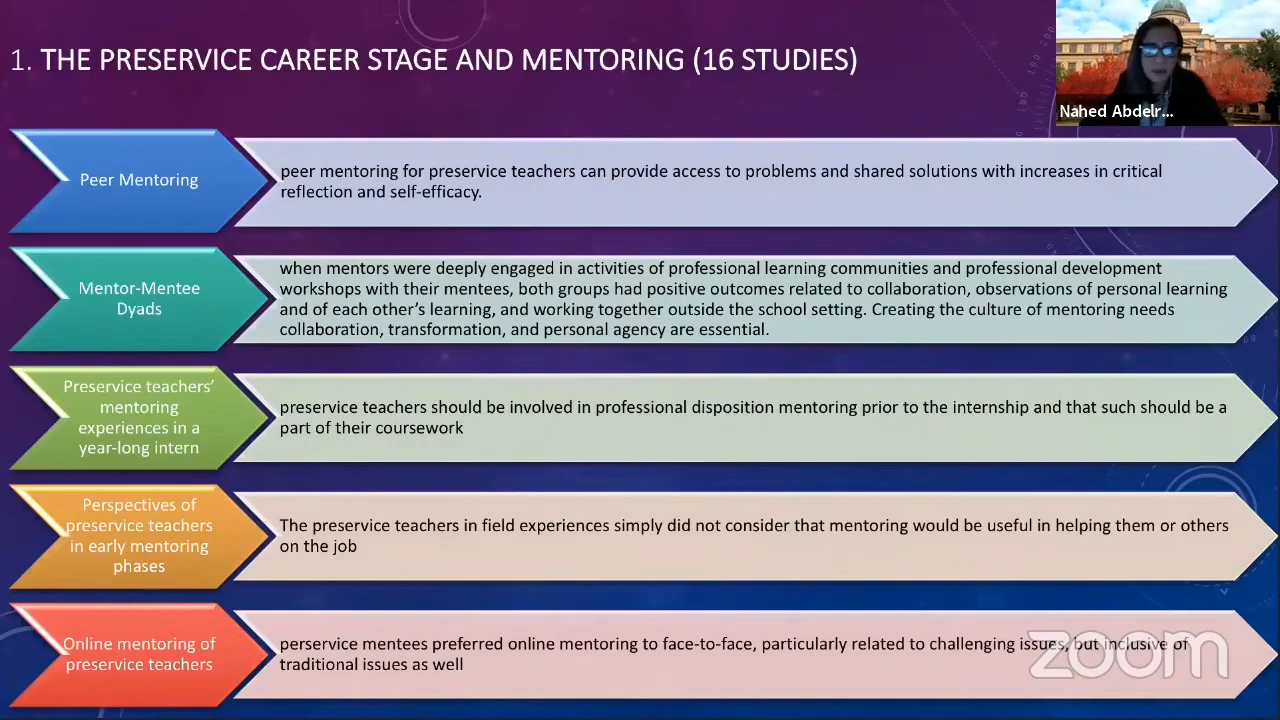 1. THE PRESERVICE CAREER STAGE AND MENTORING (16 STUDIES)
Nahed Abdelr...
Peer Mentoring
peer mentoring for preservice teachers can provide access to problems and shared solutions with increases in critical
reflection and self-efficacy.
Mentor-Mentee
Dyads
when mentors were deeply engaged in activities of professional learning communities and professional development
workshops with their mentees, both groups had positive outcomes related to collaboration, observations of personal learning
and of each other's learning, and working together outside the school setting. Creating the culture of mentoring needs
collaboration, transformation, and personal agency are essential.
Preservice teachers'
mentoring
experiences in a
year-long intern
preservice teachers should be involved in professional disposition mentoring prior to the internship and that such should be a
part of their coursework
Perspectives of
preservice teachers
in early mentoring
phases
The preservice teachers in field experiences simply did not consider that mentoring would be useful in helping them or others
on the job
Online mentoring of
preservice teachers
perservice mentees preferred online mentoring to face-to-face, particularly related to challenging issues, but inclusive of
traditional issues as well
zoom